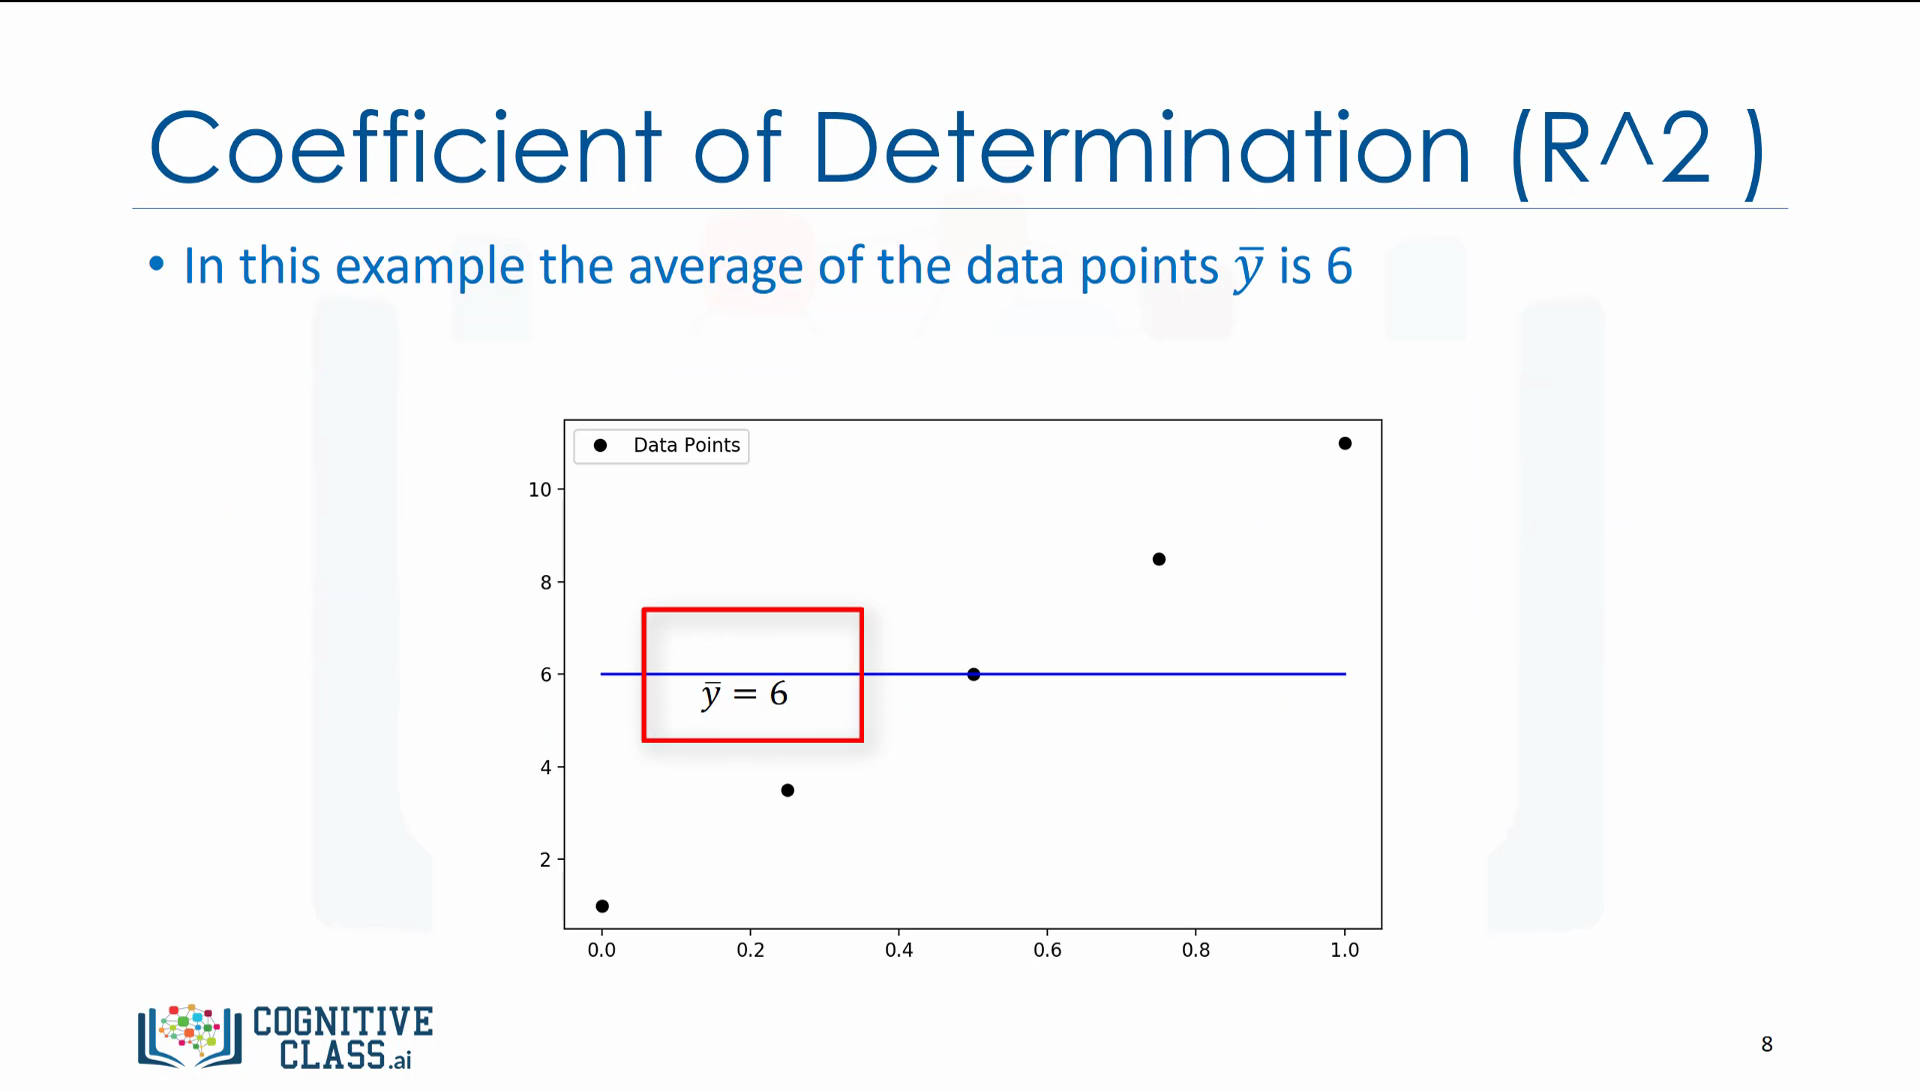 Coefficient of Determination (R^2 )
• In this example the average of the data points ȳ is 6
Data Points
10
8
6
ȳ = 6
4
2
0.0 0.2 0.4 0.6 0.8 1.0
COGNITIVE
CLASS.ai
8